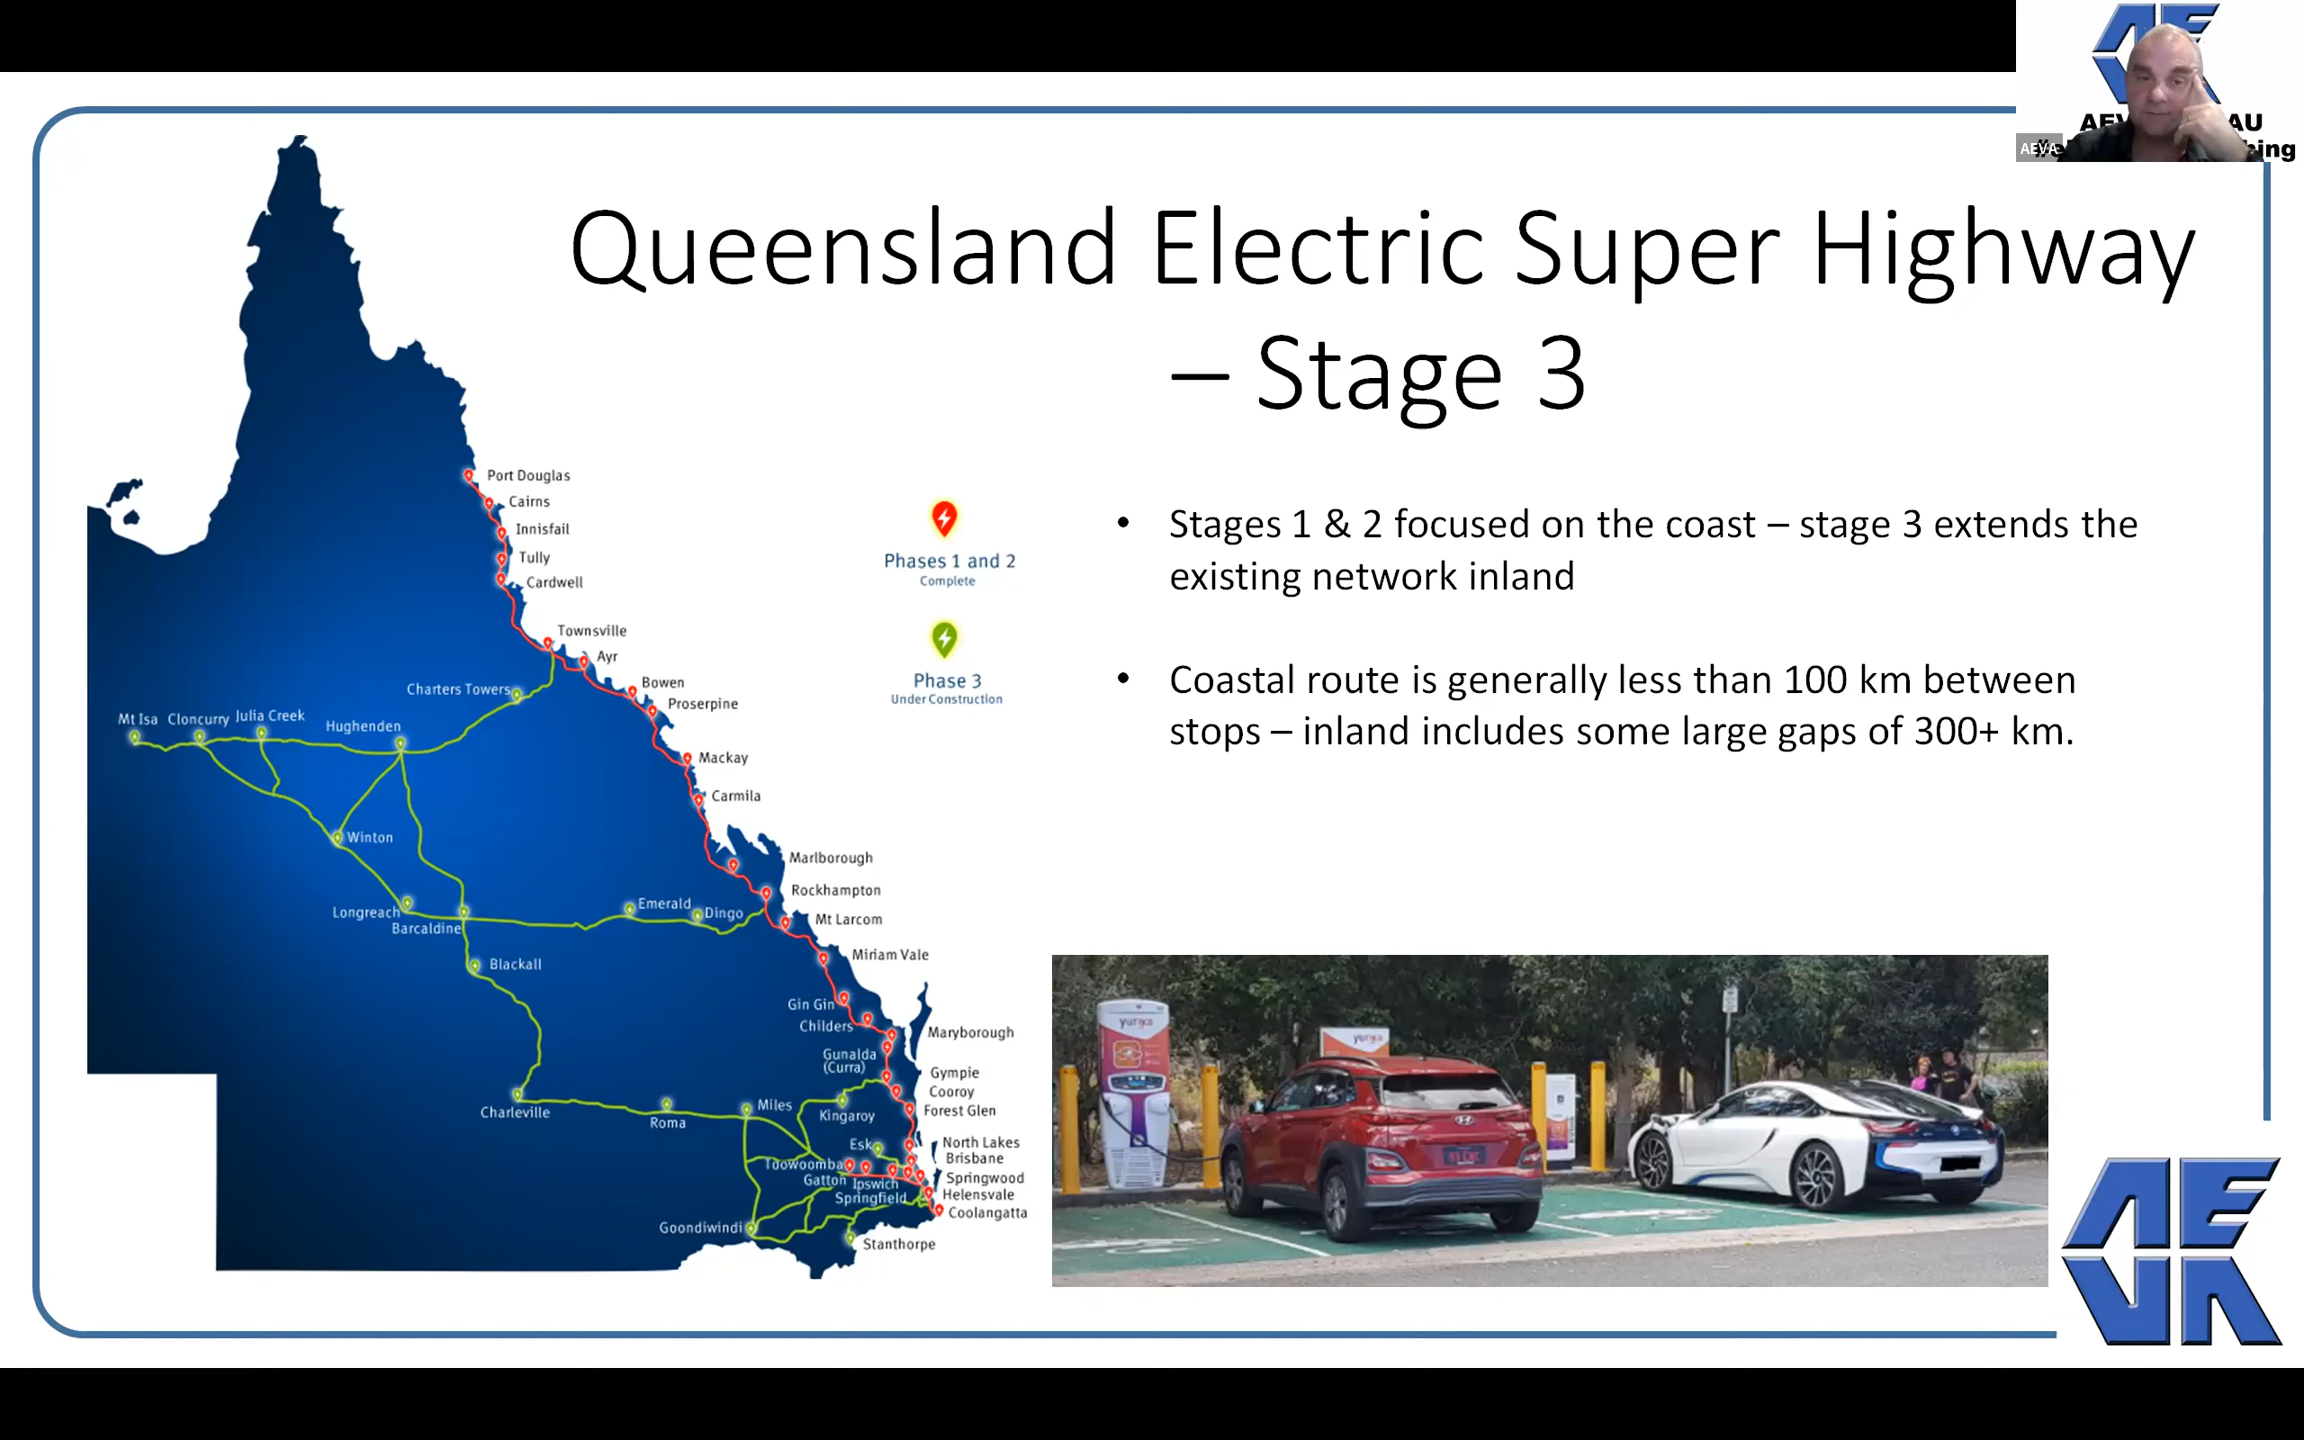 AEVA
AU
Queensland Electric Super Highway
– Stage 3
• Stages 1 & 2 focused on the coast – stage 3 extends the
existing network inland
• Coastal route is generally less than 100 km between
stops – inland includes some large gaps of 300+ km.
Phases 1 and 2
Complete
Phase 3
Under Construction
Port Douglas
Cairns
Innisfail
Tully
Cardwell
Townsville
Ayr
Bowen
Proserpine
Charters Towers
Mt Isa
Cloncurry
Julia Creek
Hughenden
Mackay
Carmila
Winton
Marlborough
Rockhampton
Mt Larcom
Emerald
Dingo
Longreach
Barcaldine
Blackall
Miriam Vale
Gin Gin
Childers
Maryborough
Gunalda
(Curra)
Gympie
Cooroy
Forest Glen
Charleville
Roma
Miles
Kingaroy
Esk
North Lakes
Brisbane
Toowoomba
Gatton
Ipswich
Springfield
Springwood
Helensvale
Coolangatta
Goondiwindi
Stanthorpe
yurika
yurika
AEVA